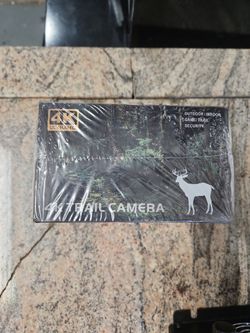 4K
ULTRA HD
OUTDOOR / INDOOR
GAME / TRAIL
SECURITY
4K TRAIL CAMERA